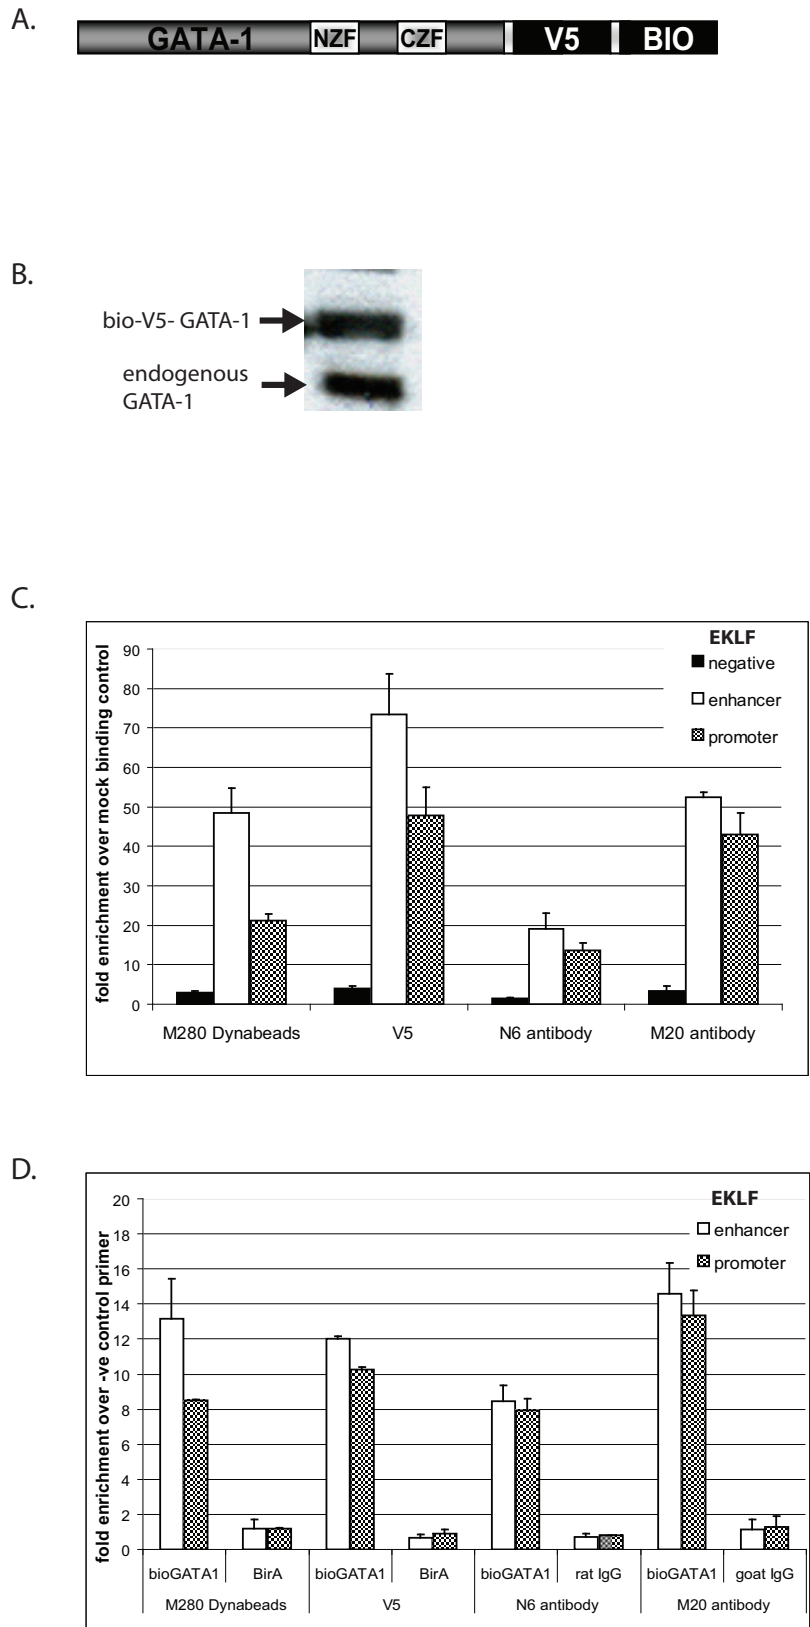 A.
GATA-1 NZF CZF V5 BIO
B.
bio-V5- GATA-1
endogenous
GATA-1
C.
fold enrichment over mock binding control
90
80
70
60
50
40
30
20
10
0
EKLF
negative
enhancer
promoter
M280 Dynabeads V5 N6 antibody M20 antibody
D.
fold enrichment over -ve control primer
20
18
16
14
12
10
8
6
4
2
0
EKLF
enhancer
promoter
bioGATA1 BirA bioGATA1 BirA bioGATA1 rat IgG bioGATA1 goat IgG
M280 Dynabeads V5 N6 antibody M20 antibody